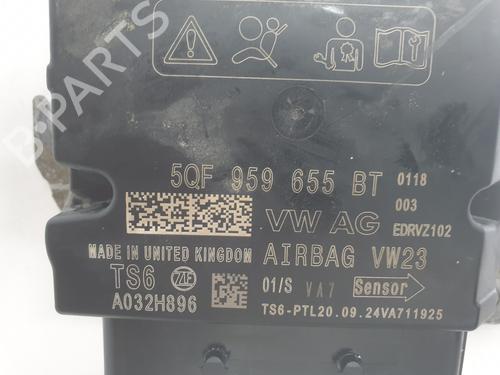 B-PARTS
5QF 959 655 BT 0118
003
VW AG EDRVZ102
MADE IN UNITED KINGDOM AIRBAG VW23
TS6 ZF 01/S VA7 Sensor
A032H896 TS6-PTL20.09.24VA711925